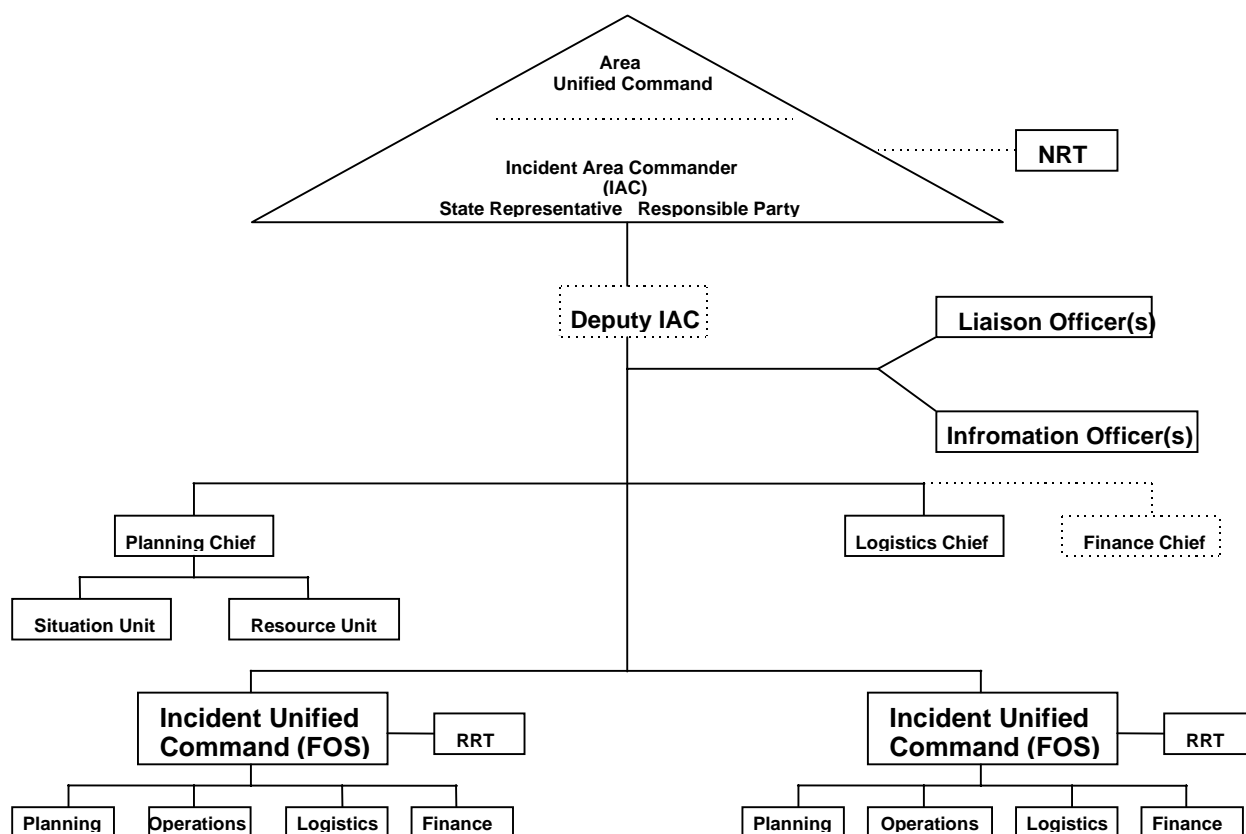 Area
Unified Command
NRT
Incident Area Commander
(IAC)
State Representative Responsible Party
Deputy IAC
Liaison Officer(s)
Infromation Officer(s)
Planning Chief
Logistics Chief
Finance Chief
Situation Unit
Resource Unit
Incident Unified
Command (FOS)
RRT
Incident Unified
Command (FOS)
RRT
Planning
Operations
Logistics
Finance
Planning
Operations
Logistics
Finance